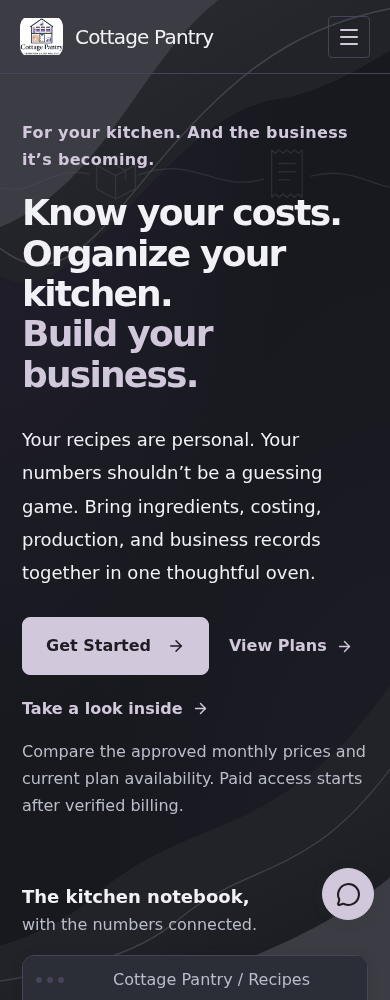 Cottage Pantry
Cottage Pantry
For your kitchen. And the business
it’s becoming.
Know your costs.
Organize your
kitchen.
Build your
business.
Your recipes are personal. Your
numbers shouldn’t be a guessing
game. Bring ingredients, costing,
production, and business records
together in one thoughtful oven.
Get Started →
View Plans →
Take a look inside →
Compare the approved monthly prices and
current plan availability. Paid access starts
after verified billing.
The kitchen notebook,
with the numbers connected.
Cottage Pantry / Recipes